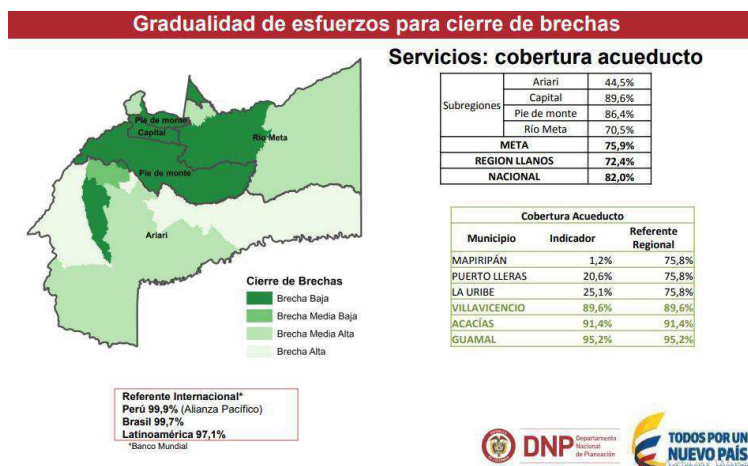 Gradualidad de esfuerzos para cierre de brechas
Servicios: cobertura acueducto
Subregiones
Ariari 44,5%
Capital 89,6%
Pie de monte 86,4%
Río Meta 70,5%
META 75,9%
REGION LLANOS 72,4%
NACIONAL 82,0%
Pie de monte
Capital
Río Meta
Pie de monte
Ariari
Cierre de Brechas
Brecha Baja
Brecha Media Baja
Brecha Media Alta
Brecha Alta
Cobertura Acueducto
Municipio Indicador Referente Regional
MAPIRIPÁN 1,2% 75,8%
PUERTO LLERAS 20,6% 75,8%
LA URIBE 25,1% 75,8%
VILLAVICENCIO 89,6% 89,6%
ACACÍAS 91,4% 91,4%
GUAMAL 95,2% 95,2%
Referente Internacional*
Perú 99,9% (Alianza Pacífico)
Brasil 99,7%
Latinoamérica 97,1%
*Banco Mundial
DNP
Departamento
Nacional
de Planeación
TODOS POR UN
NUEVO PAÍS